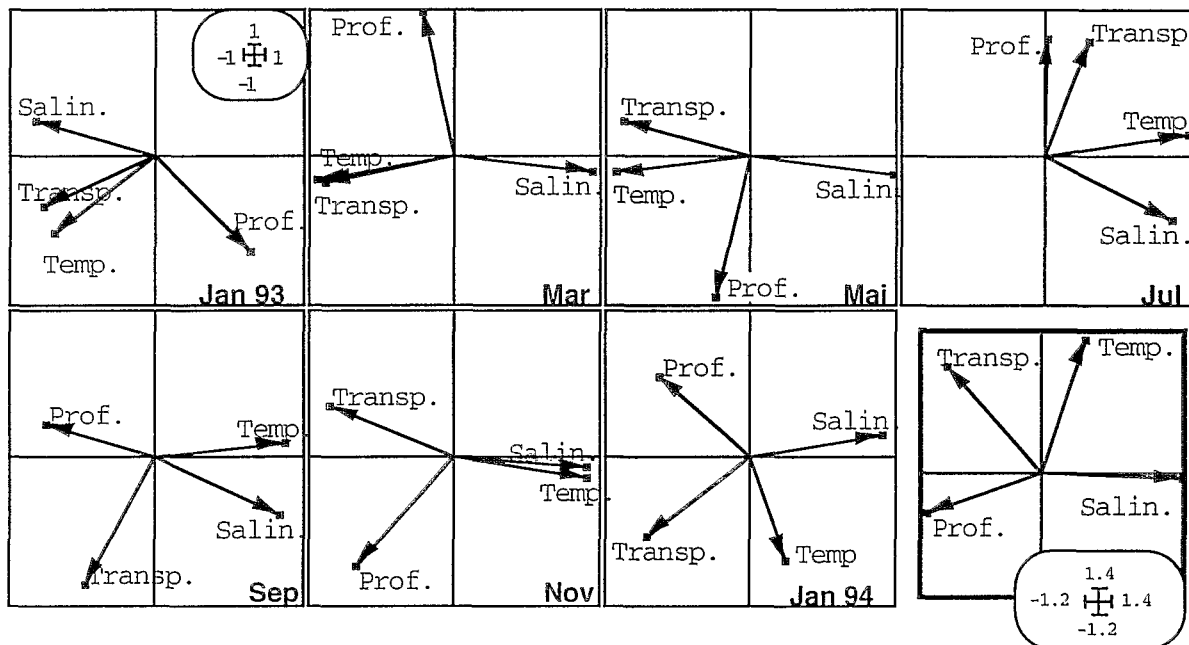 1
-1 1
-1
Salin.
Transp.
Temp.
Prof.
Jan 93
Prof.
Temp.
Transp.
Salin.
Mar
Transp.
Temp.
Salin
Prof.
Mai
Prof.
Transp
Temp
Salin.
Jul
Prof.
Temp
Salin.
Transp.
Sep
Transp.
Salin.
Temp.
Prof.
Nov
Prof.
Salin.
Transp.
Temp
Jan 94
Transp.
Temp.
Salin.
Prof.
1.4
-1.2 1.4
-1.2